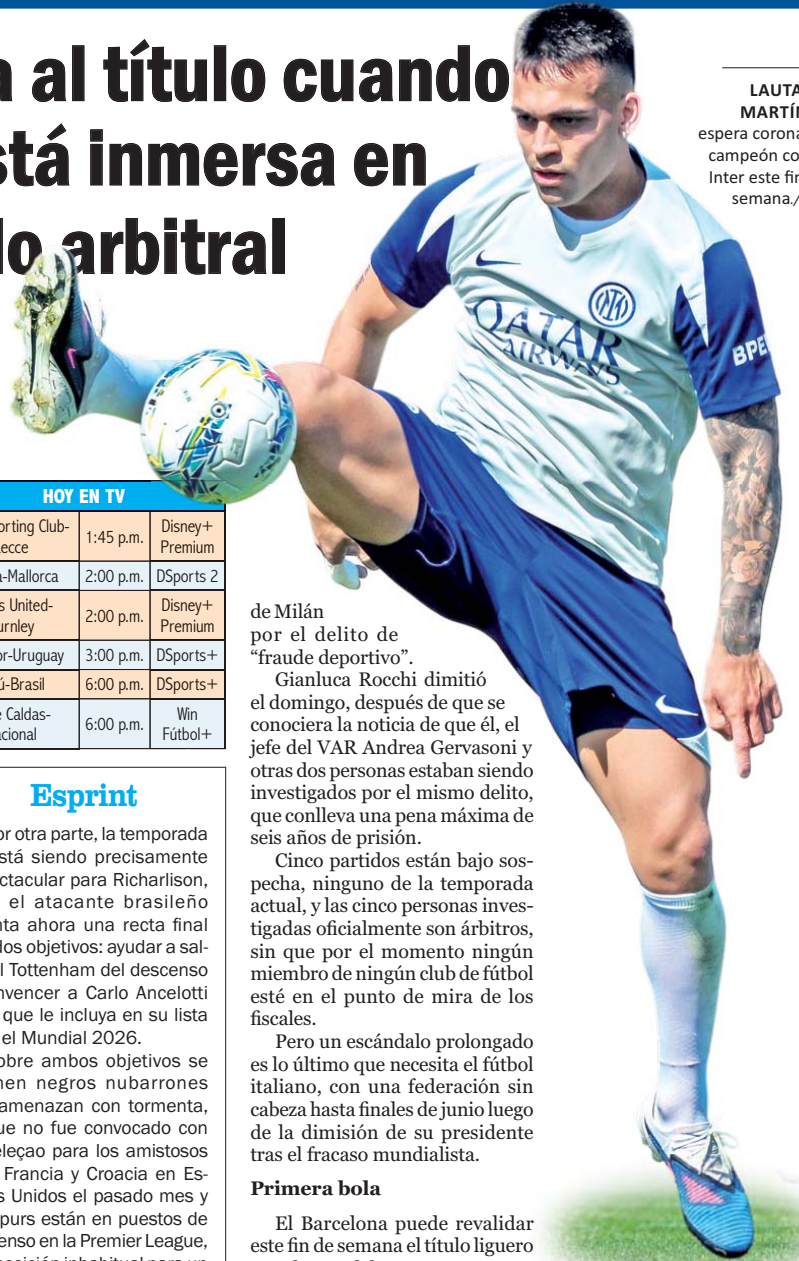 a al título cuando
stá inmersa en
lo arbitral
LAUTA
MARTÍ
espera corona
campeón co
Inter este fin
semana./
QATAR
AIRWAYS
BPE
HOY EN TV
orting Club-
ecce
1:45 p.m.
Disney+
Premium
a-Mallorca
2:00 p.m.
DSports 2
s United-
urnley
2:00 p.m.
Disney+
Premium
or-Uruguay
3:00 p.m.
DSports+
ú-Brasil
6:00 p.m.
DSports+
e Caldas-
cional
6:00 p.m.
Win
Fútbol+
Esprint
or otra parte, la temporada
stá siendo precisamente
ctacular para Richarlison,
el atacante brasileño
nta ahora una recta final
dos objetivos: ayudar a sal-
l Tottenham del descenso
nvencer a Carlo Ancelotti
que le incluya en su lista
el Mundial 2026.
obre ambos objetivos se
nen negros nubarrones
amenazan con tormenta,
ue no fue convocado con
eleçao para los amistosos
Francia y Croacia en Es-
s Unidos el pasado mes y
purs están en puestos de
enso en la Premier League,
posición inhabitual para un
de Milán
por el delito de
“fraude deportivo”.
Gianluca Rocchi dimitió
el domingo, después de que se
conociera la noticia de que él, el
jefe del VAR Andrea Gervasoni y
otras dos personas estaban siendo
investigados por el mismo delito,
que conlleva una pena máxima de
seis años de prisión.
Cinco partidos están bajo sos-
pecha, ninguno de la temporada
actual, y las cinco personas inves-
tigadas oficialmente son árbitros,
sin que por el momento ningún
miembro de ningún club de fútbol
esté en el punto de mira de los
fiscales.
Pero un escándalo prolongado
es lo último que necesita el fútbol
italiano, con una federación sin
cabeza hasta finales de junio luego
de la dimisión de su presidente
tras el fracaso mundialista.
Primera bola
El Barcelona puede revalidar
este fin de semana el título liguero